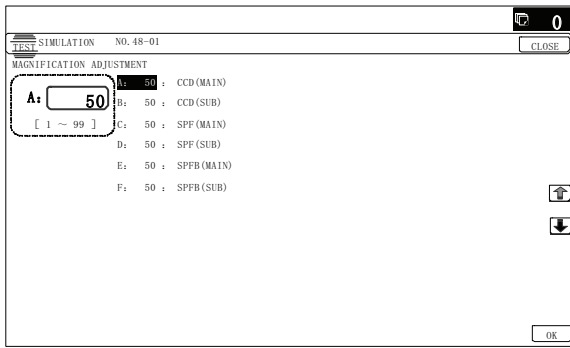 0
TEST SIMULATION NO. 48-01 CLOSE
MAGNIFICATION ADJUSTMENT
A: 50
[ 1 ~ 99 ]
A: 50 : CCD(MAIN)
B: 50 : CCD(SUB)
C: 50 : SPF(MAIN)
D: 50 : SPF(SUB)
E: 50 : SPFB(MAIN)
F: 50 : SPFB(SUB)
OK